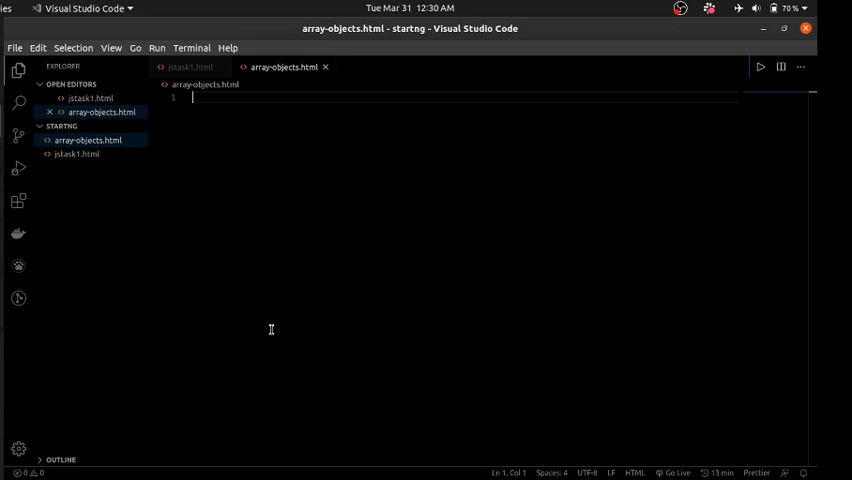 ies Visual Studio Code Tue Mar 31 12:30 AM 70 %
array-objects.html - startng - Visual Studio Code
File Edit Selection View Go Run Terminal Help
EXPLORER jstask1.html array-objects.html
OPEN EDITORS array-objects.html
jstask1.html 1
array-objects.html
STARTNG
array-objects.html
jstask1.html
OUTLINE
0 0 Ln 1, Col 1 Spaces: 4 UTF-8 LF HTML Go Live 13 min Prettier